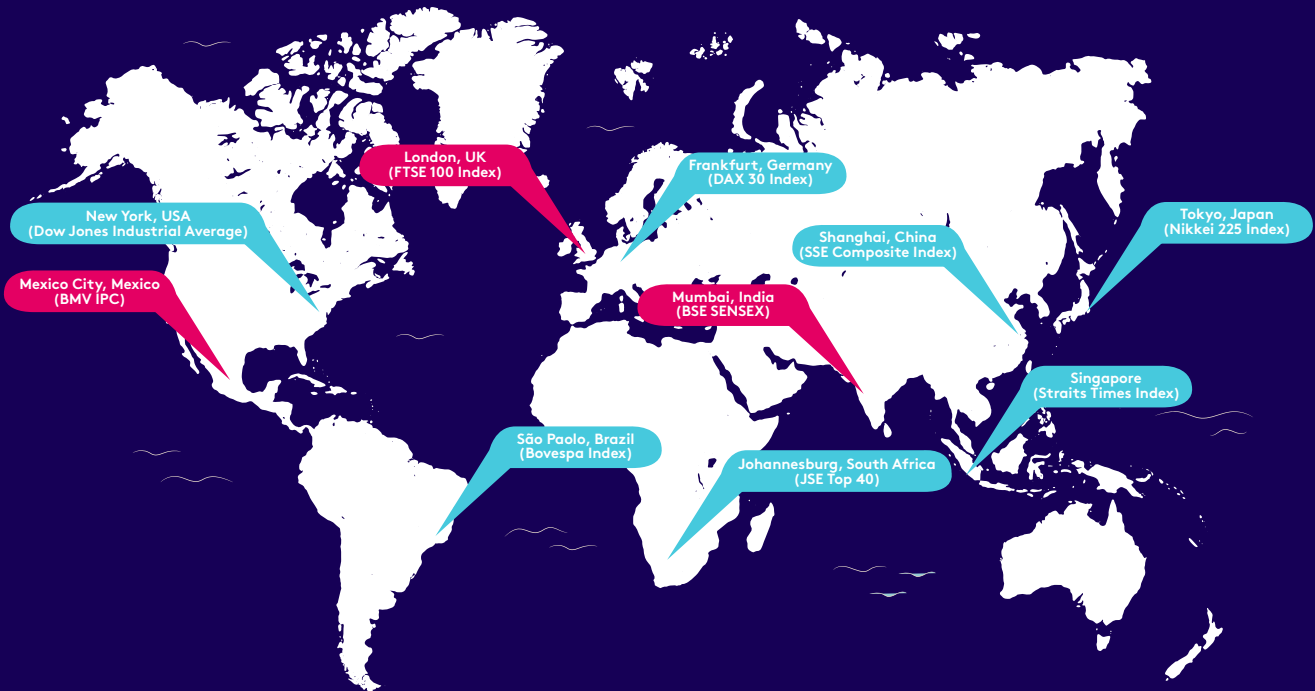 London, UK
(FTSE 100 Index)
Frankfurt, Germany
(DAX 30 Index)
New York, USA
(Dow Jones Industrial Average)
Tokyo, Japan
(Nikkei 225 Index)
Shanghai, China
(SSE Composite Index)
Mexico City, Mexico
(BMV IPC)
Mumbai, India
(BSE SENSEX)
Singapore
(Straits Times Index)
São Paolo, Brazil
(Bovespa Index)
Johannesburg, South Africa
(JSE Top 40)